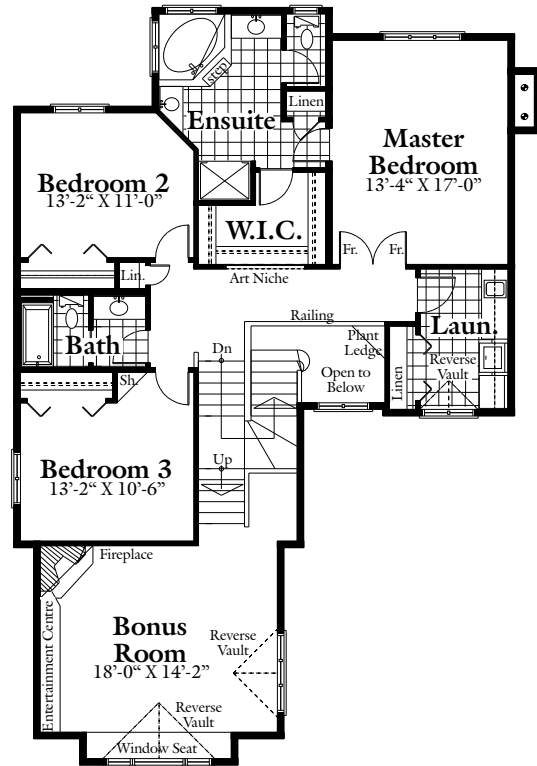 step
Linen
Ensuite
Master
Bedroom
13'-4" X 17'-0"
Bedroom 2
13'-2" X 11'-0"
W.I.C.
Fr.
Fr.
Lin.
Art Niche
Railing
Laun.
Bath
Plant
Ledge
Reverse
Vault
Dn
Sh.
Open to
Below
Linen
Up
Bedroom 3
13'-2" X 10'-6"
Fireplace
Entertainment Centre
Bonus
Room
18'-0" X 14'-2"
Reverse
Vault
Reverse
Vault
Window Seat